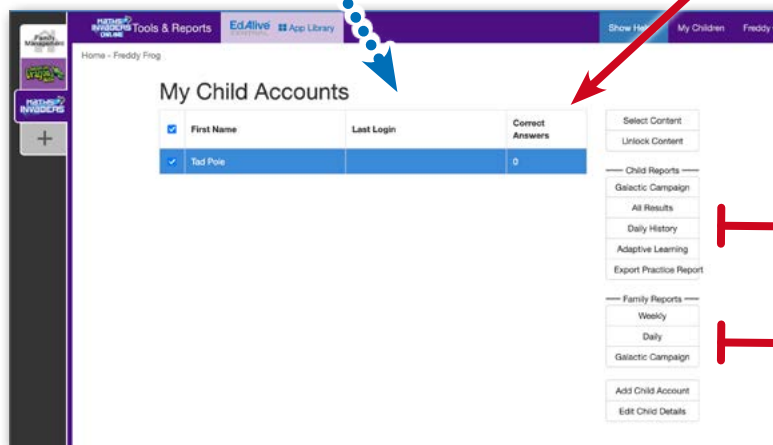 Family
Management
MATHS
INVADERS
ONLINE
Tools & Reports
EdAlive
CENTRAL
App Library
Show Help
My Children
Freddy
Home - Freddy Frog
MATHS
INVADERS
+
My Child Accounts
First Name
Last Login
Correct
Answers
Tad Pole
0
Select Content
Unlock Content
Child Reports
Galactic Campaign
All Results
Daily History
Adaptive Learning
Export Practice Report
Family Reports
Weekly
Daily
Galactic Campaign
Add Child Account
Edit Child Details